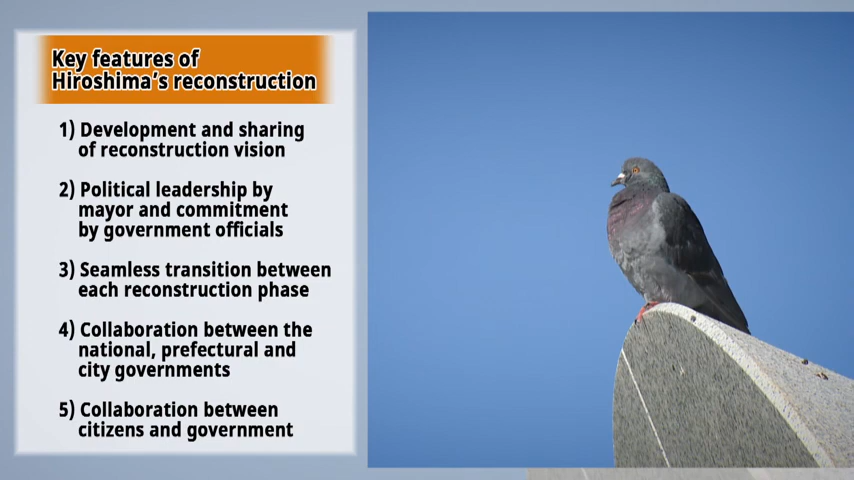 Key features of
Hiroshima's reconstruction
1) Development and sharing
of reconstruction vision
2) Political leadership by
mayor and commitment
by government officials
3) Seamless transition between
each reconstruction phase
4) Collaboration between the
national, prefectural and
city governments
5) Collaboration between
citizens and government